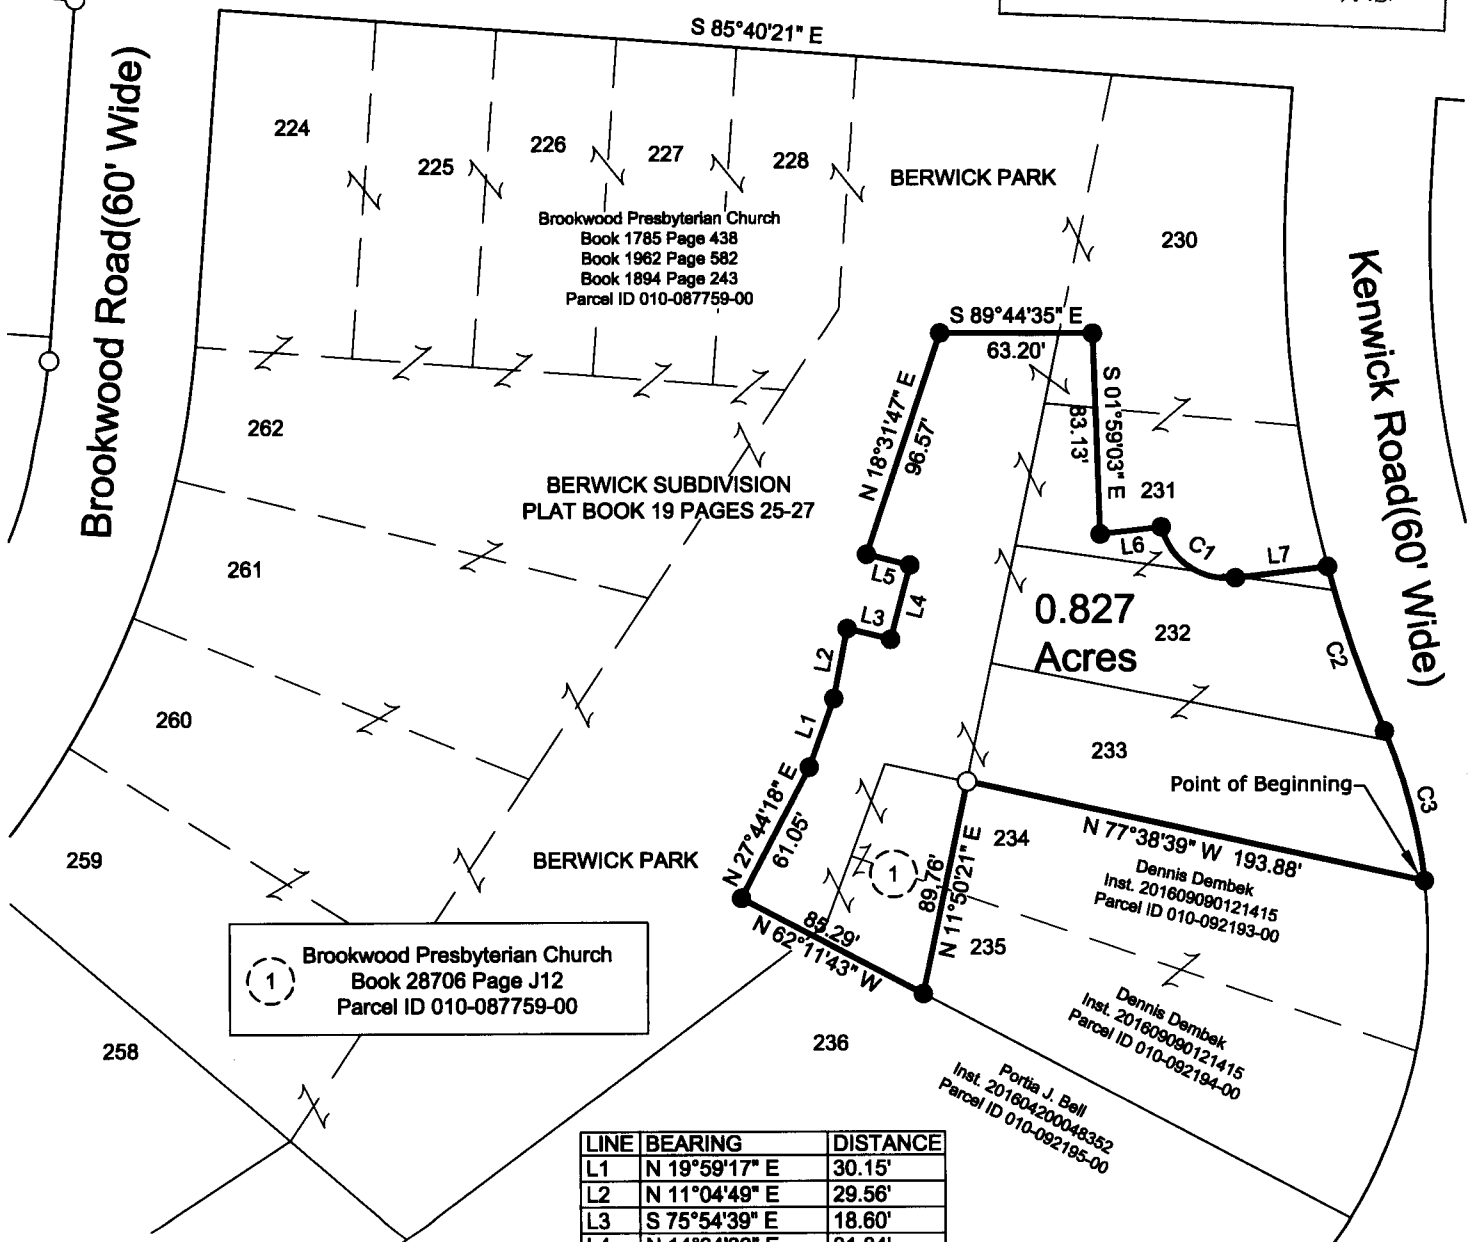 S 85°40'21" E
Brookwood Road(60' Wide)
Kenwick Road(60' Wide)
224
225
226
227
228
BERWICK PARK
230
Brookwood Presbyterian Church
Book 1785 Page 438
Book 1962 Page 582
Book 1894 Page 243
Parcel ID 010-087759-00
S 89°44'35" E
63.20'
N 18°31'47" E
96.57'
S 01°59'03" E
83.13'
262
BERWICK SUBDIVISION
PLAT BOOK 19 PAGES 25-27
231
L6
C1
L7
L5
L4
L3
L2
L1
261
0.827
Acres
232
C2
260
233
Point of Beginning
C3
N 27°44'18" E
61.05'
N 77°38'39" W 193.88'
234
1
89.76'
N 11°50'21" E
259
BERWICK PARK
Dennis Dembek
Inst. 201609090121415
Parcel ID 010-092193-00
85.29'
N 62°11'43" W
235
1
Brookwood Presbyterian Church
Book 28706 Page J12
Parcel ID 010-087759-00
Dennis Dembek
Inst. 201609090121415
Parcel ID 010-092194-00
258
236
Portia J. Bell
Inst. 201604200048352
Parcel ID 010-092195-00
LINE BEARING DISTANCE
L1 N 19°59'17" E 30.15'
L2 N 11°04'49" E 29.56'
L3 S 75°54'39" E 18.60'